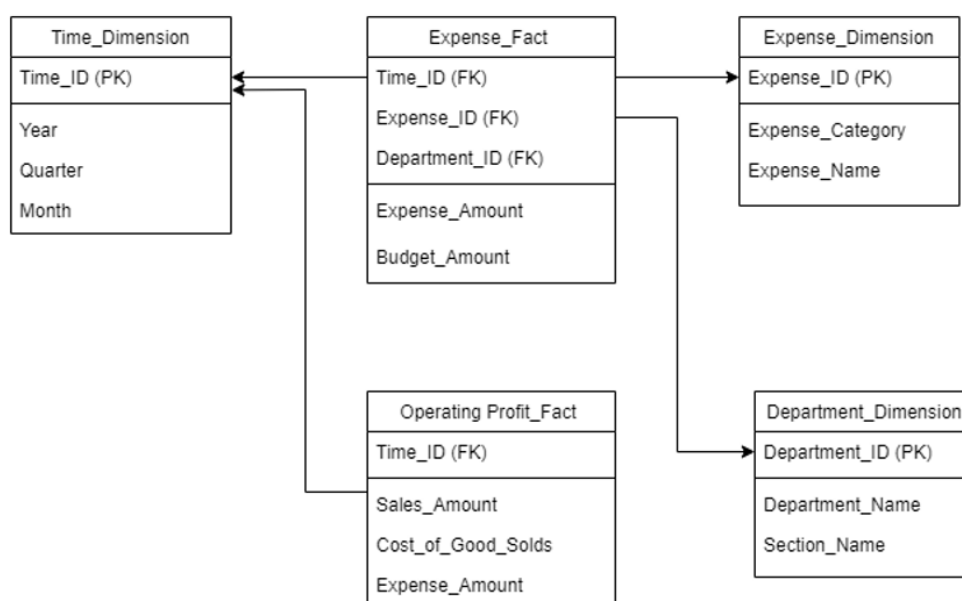 Time_Dimension
Time_ID (PK)
Year
Quarter
Month
Expense_Fact
Time_ID (FK)
Expense_ID (FK)
Department_ID (FK)
Expense_Amount
Budget_Amount
Expense_Dimension
Expense_ID (PK)
Expense_Category
Expense_Name
Operating Profit_Fact
Time_ID (FK)
Sales_Amount
Cost_of_Good_Solds
Expense_Amount
Department_Dimension
Department_ID (PK)
Department_Name
Section_Name